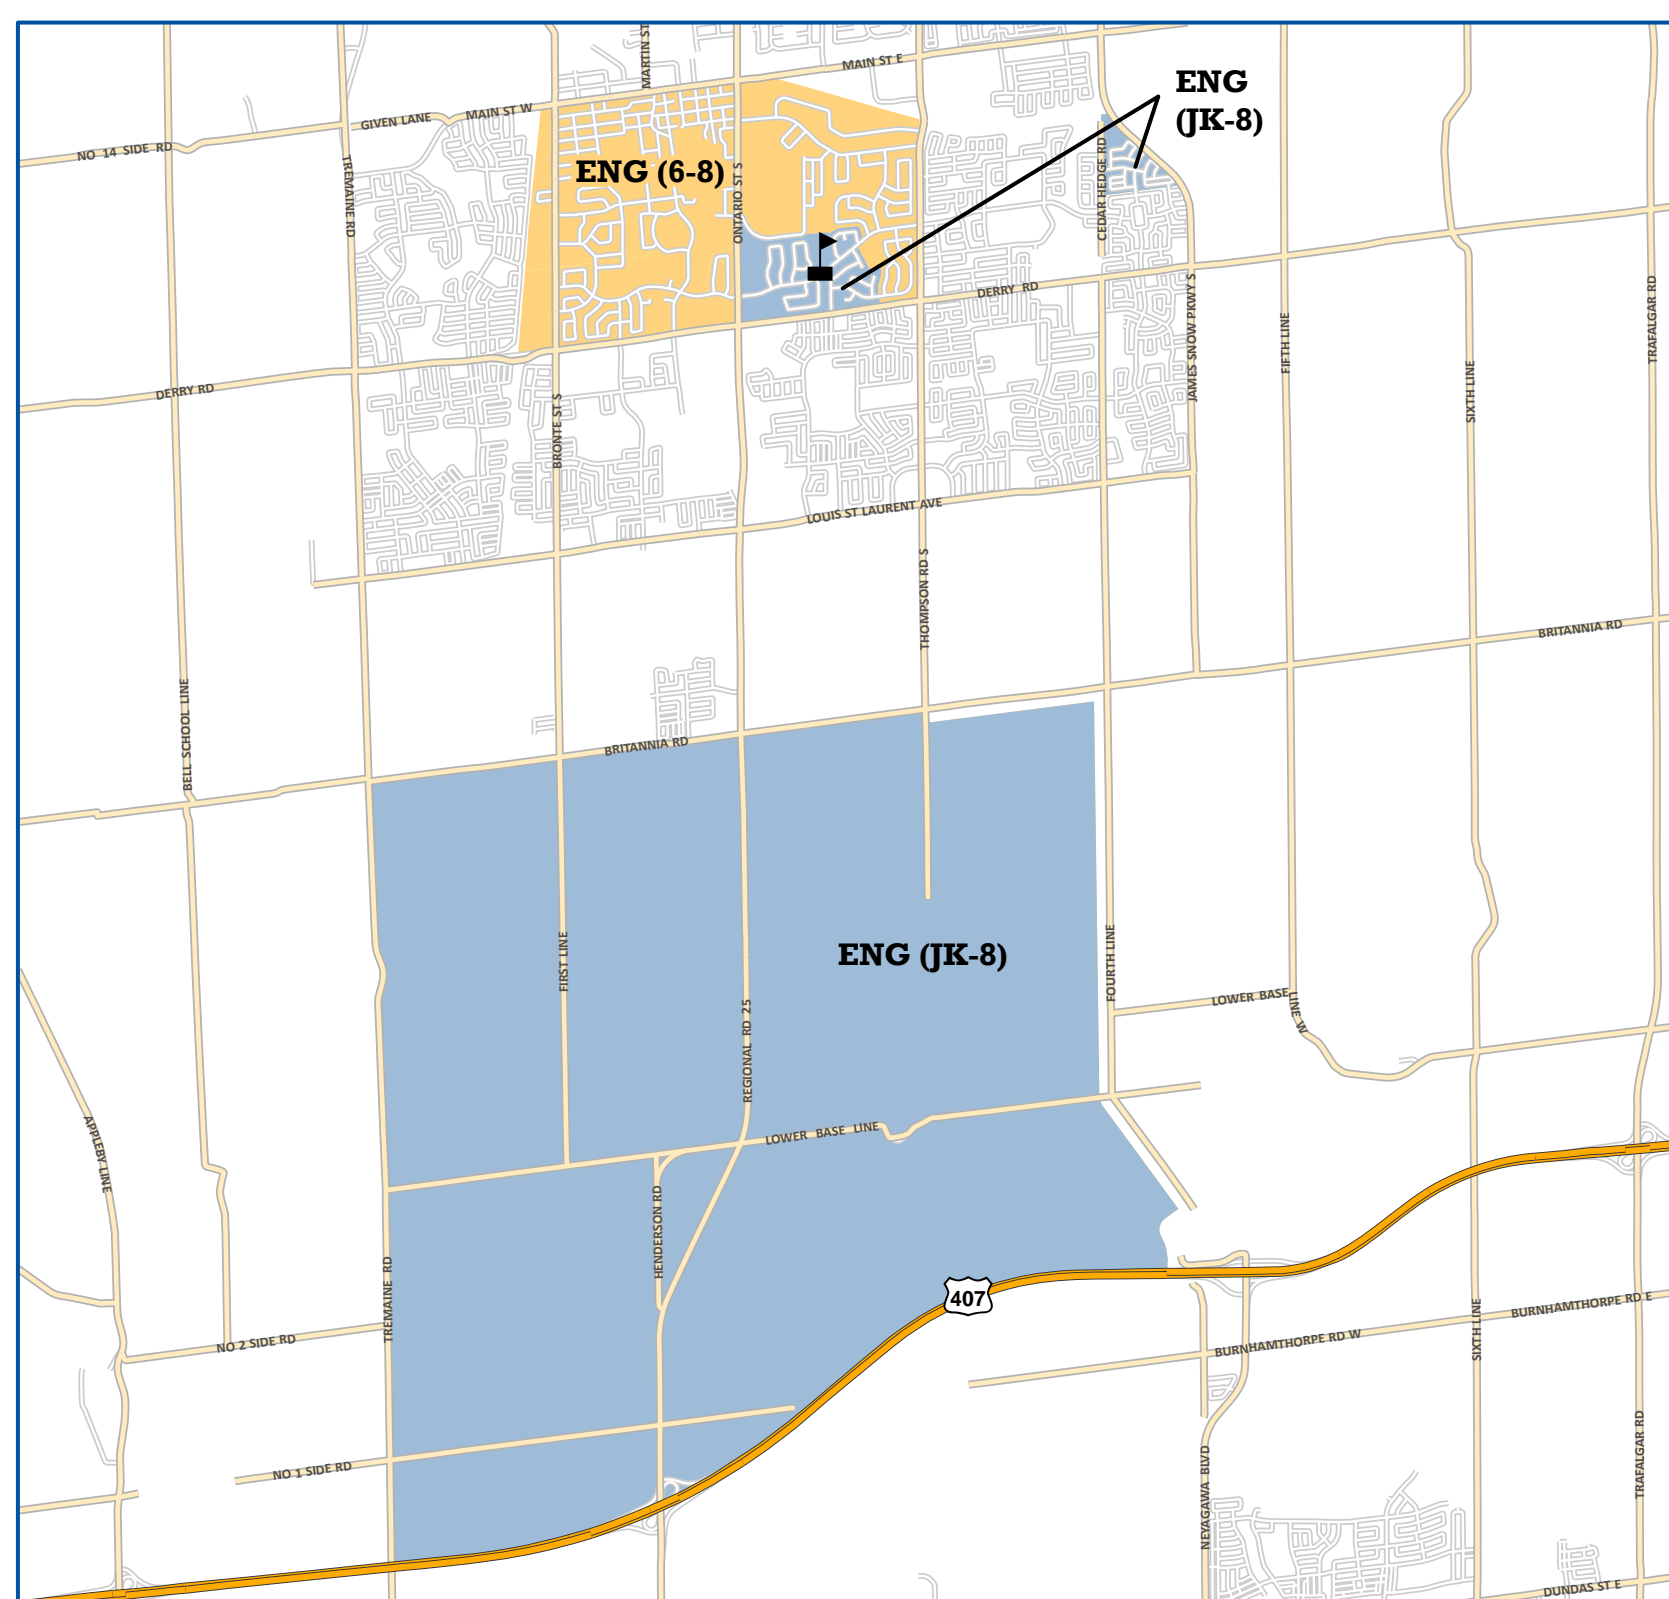 MARTIN ST
MAIN ST E
ENG
(JK-8)
MAIN ST W
GIVEN LANE
NO 14 SIDE RD
TREMAINE RD
ENG (6-8)
ONTARIO ST S
CEDAR HEDGE RD
DERRY RD
JAMES SNOW PKWY S
FIFTH LINE
SIXTH LINE
TRAFALGAR RD
DERRY RD
BRONTE ST S
LOUIS ST LAURENT AVE
THOMPSON RD S
BRITANNIA RD
BELL SCHOOL LINE
BRITANNIA RD
FIRST LINE
ENG (JK-8)
FOURTH LINE
REGIONAL RD 25
LOWER BASE
LINE W
APPLEBY LINE
LOWER BASE LINE
HENDERSON RD
TREMAINE RD
407
NO 2 SIDE RD
BURNHAMTHORPE RD W
BURNHAMTHORPE RD E
SIXTH LINE
NO 1 SIDE RD
NEYAGAWA BLVD
TRAFALGAR RD
DUNDAS ST E